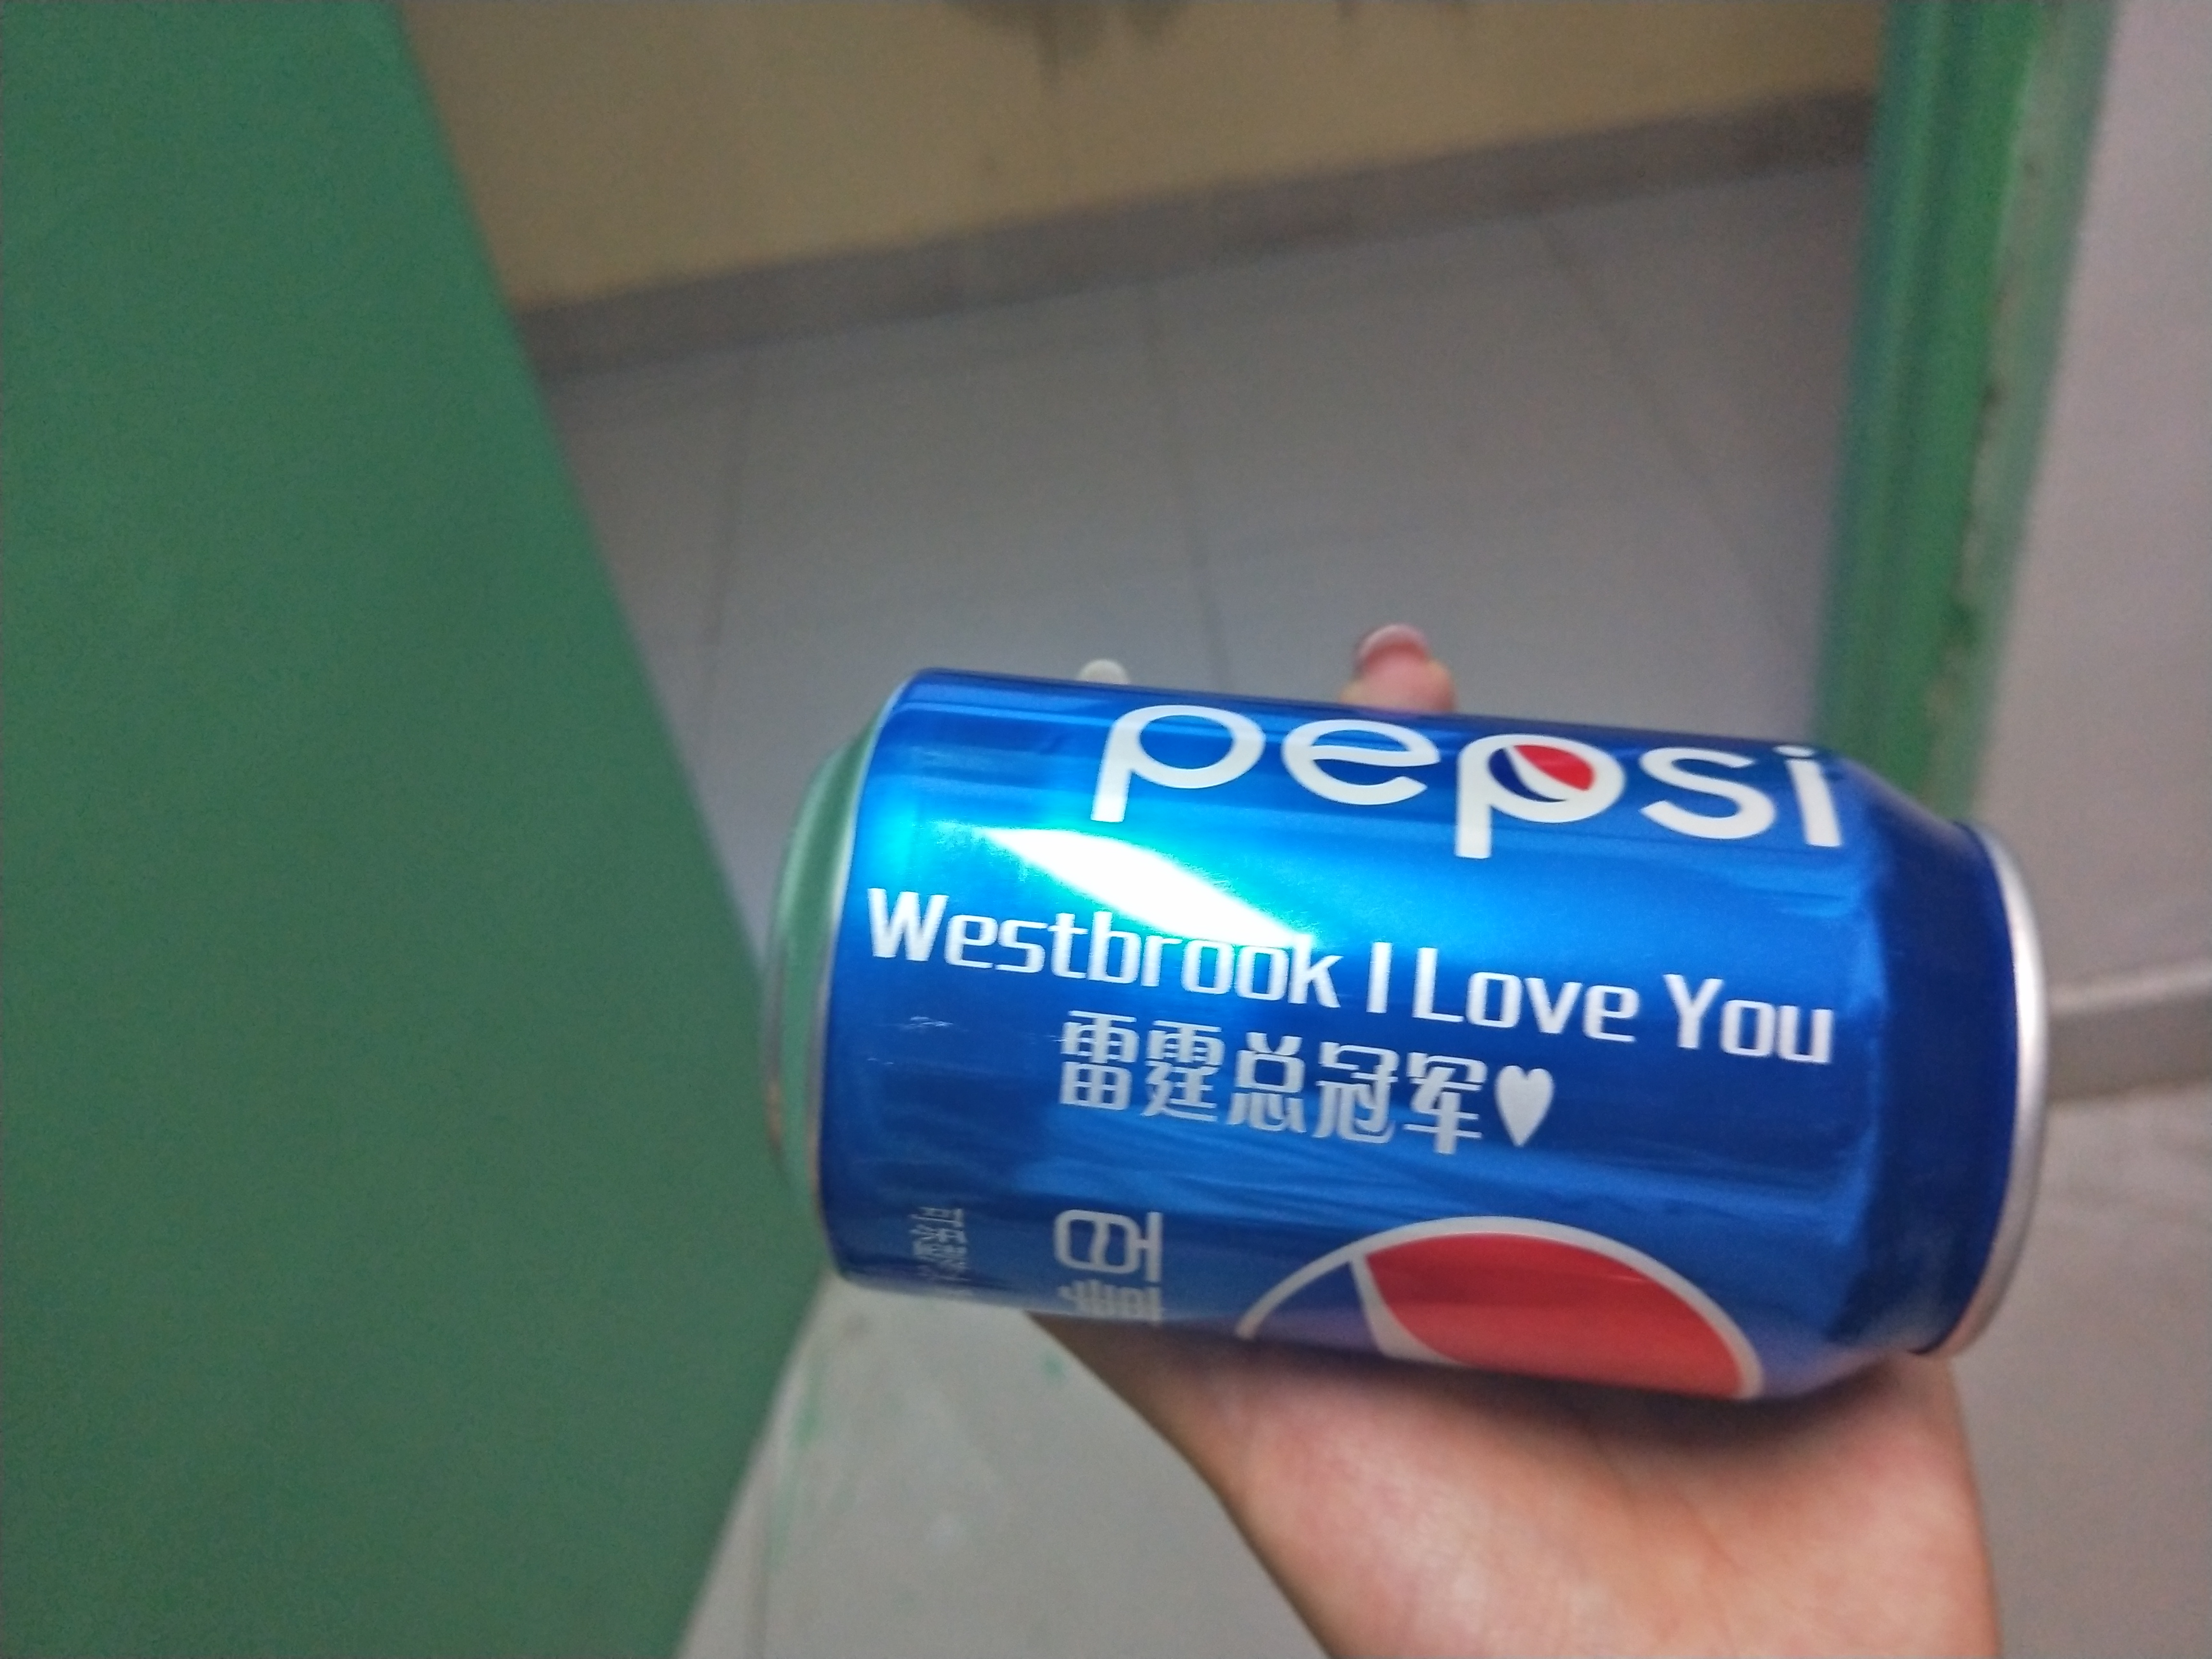 pepsi
Westbrook I Love You
雷霆总冠军♥